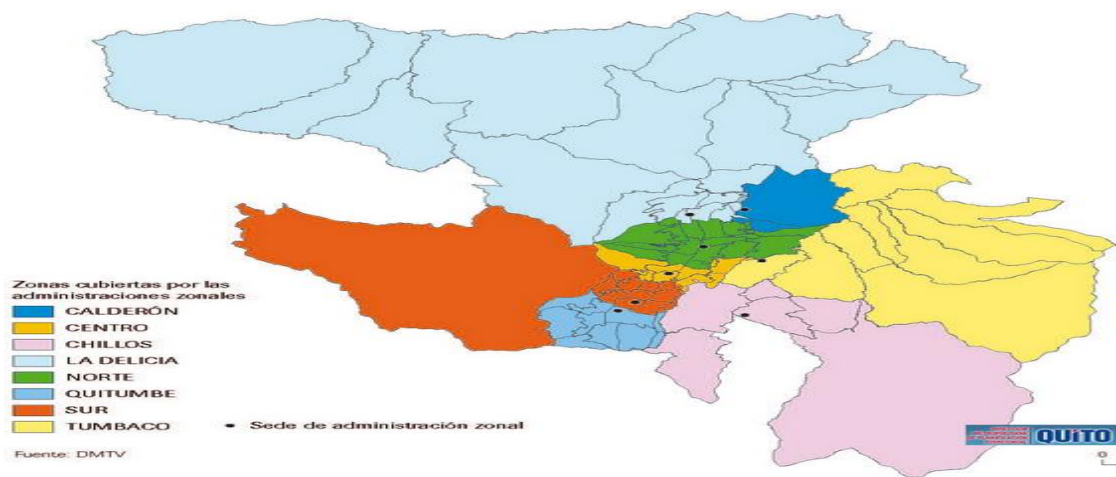 Zonas cubiertas por las
administraciones zonales
CALDERÓN
CENTRO
CHILLOS
LA DELICIA
NORTE
QUITUMBE
SUR
TUMBACO
• Sede de administración zonal
Fuente: DMTV
QUITO
0